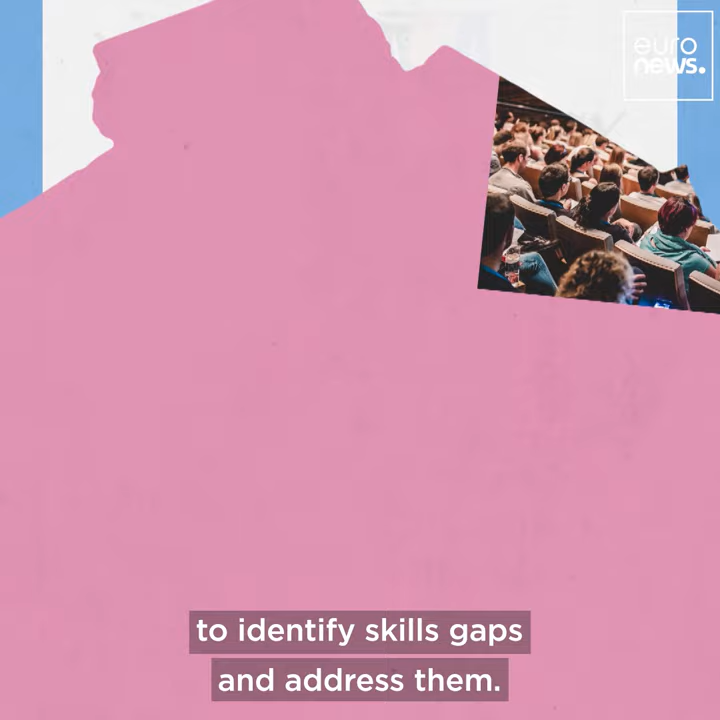 euro
news.
to identify skills gaps
and address them.